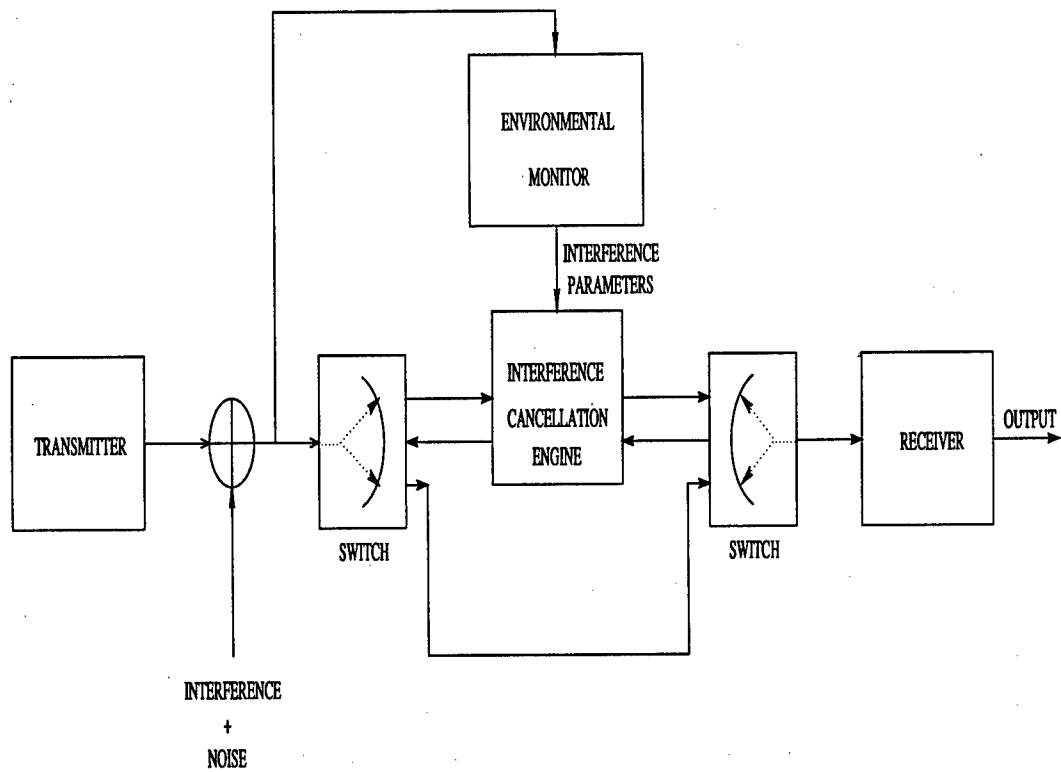 ENVIRONMENTAL
MONITOR
INTERFERENCE
PARAMETERS
TRANSMITTER
INTERFERENCE
CANCELLATION
ENGINE
RECEIVER
OUTPUT
SWITCH
SWITCH
INTERFERENCE
+
NOISE